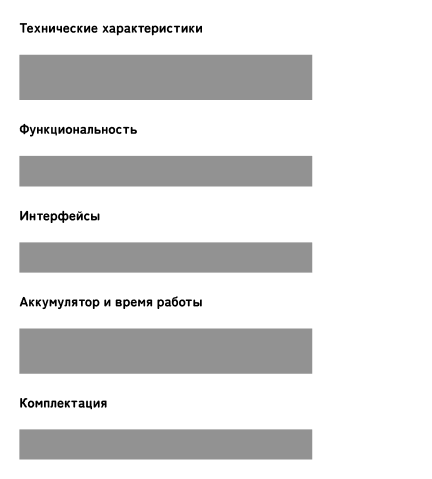 Технические характеристики
Функциональность
Интерфейсы
Аккумулятор и время работы
Комплектация